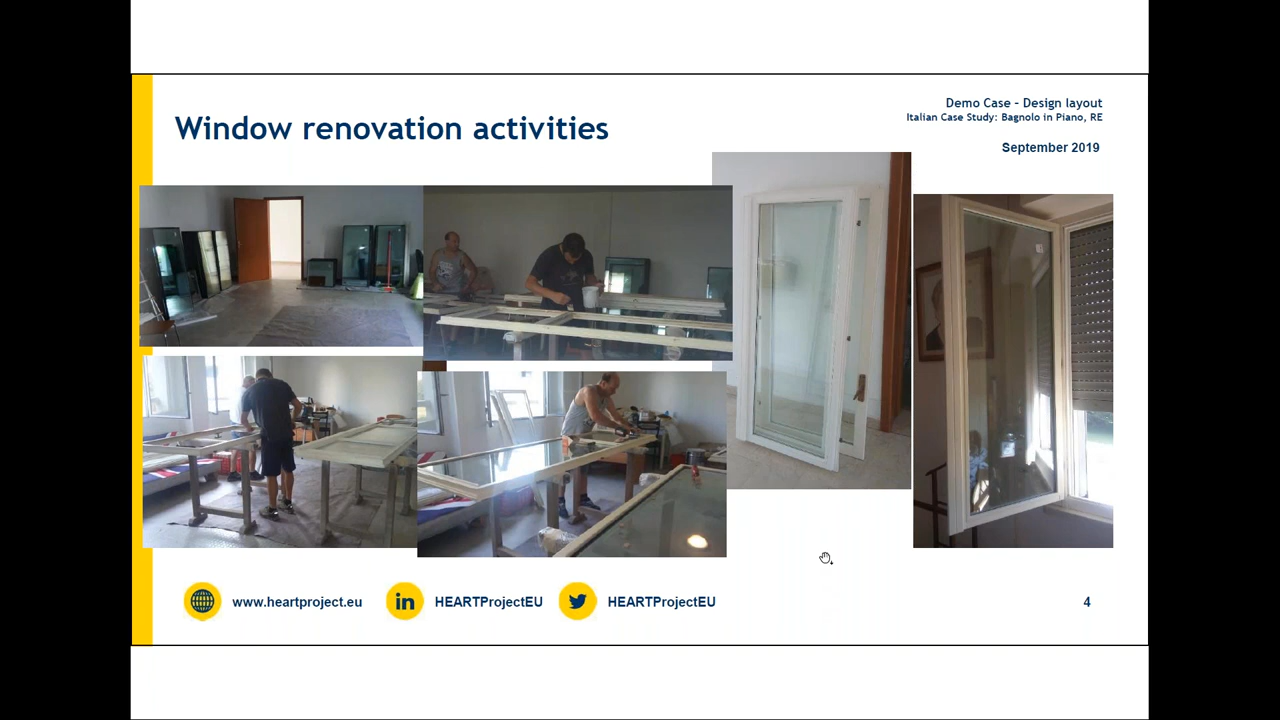 Demo Case – Design layout
Italian Case Study: Bagnolo in Piano, RE
Window renovation activities
September 2019
www.heartproject.eu
in HEARTProjectEU
HEARTProjectEU
4